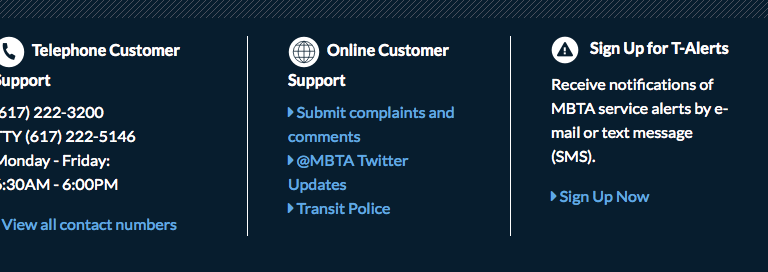 Telephone Customer
Support
617) 222-3200
TTY (617) 222-5146
Monday - Friday:
6:30AM - 6:00PM
View all contact numbers
Online Customer
Support
Submit complaints and
comments
@MBTA Twitter
Updates
Transit Police
Sign Up for T-Alerts
Receive notifications of
MBTA service alerts by e-
mail or text message
(SMS).
Sign Up Now